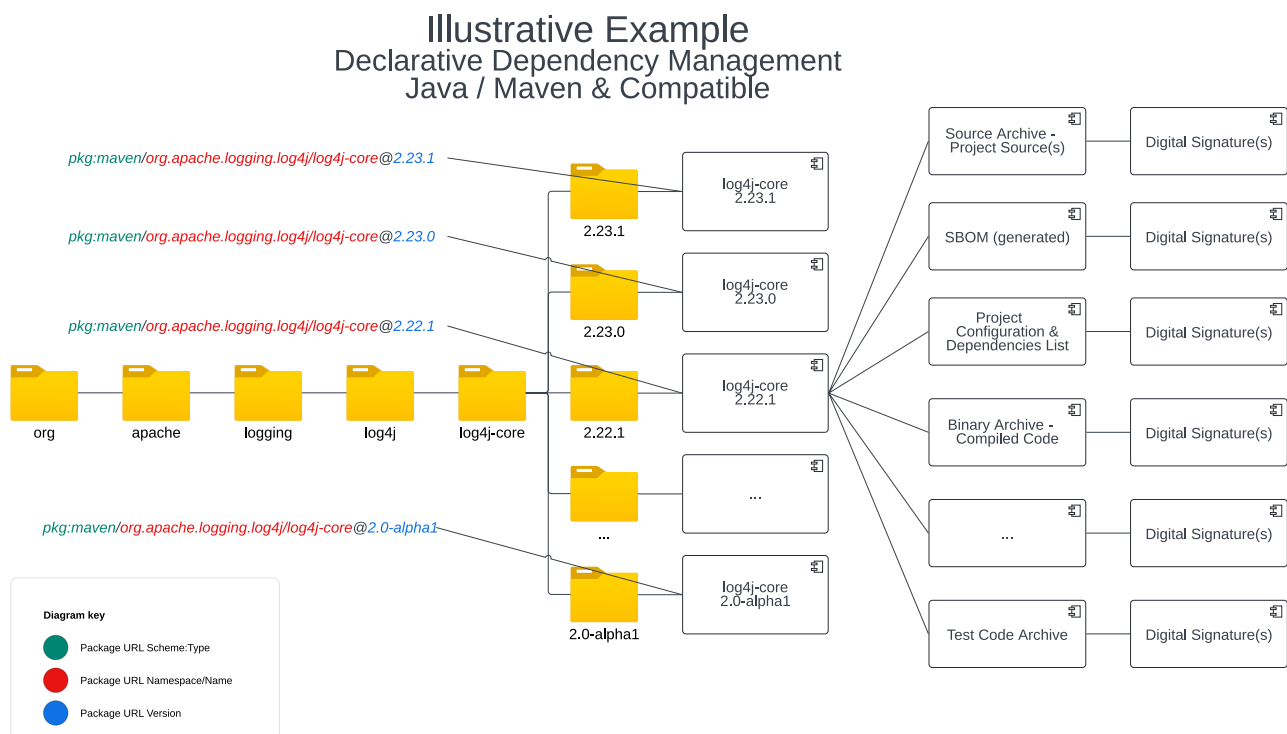 Illustrative Example
Declarative Dependency Management
Java / Maven & Compatible
pkg:maven/org.apache.logging.log4j/log4j-core@2.23.1
pkg:maven/org.apache.logging.log4j/log4j-core@2.23.0
pkg:maven/org.apache.logging.log4j/log4j-core@2.22.1
pkg:maven/org.apache.logging.log4j/log4j-core@2.0-alpha1
org
apache
logging
log4j
log4j-core
2.23.1
2.23.0
2.22.1
...
2.0-alpha1
log4j-core
2.23.1
log4j-core
2.23.0
log4j-core
2.22.1
...
log4j-core
2.0-alpha1
Source Archive -
Project Source(s)
Digital Signature(s)
SBOM (generated)
Digital Signature(s)
Project
Configuration &
Dependencies List
Digital Signature(s)
Binary Archive -
Compiled Code
Digital Signature(s)
...
Digital Signature(s)
Test Code Archive
Digital Signature(s)
Diagram key
Package URL Scheme:Type
Package URL Namespace/Name
Package URL Version